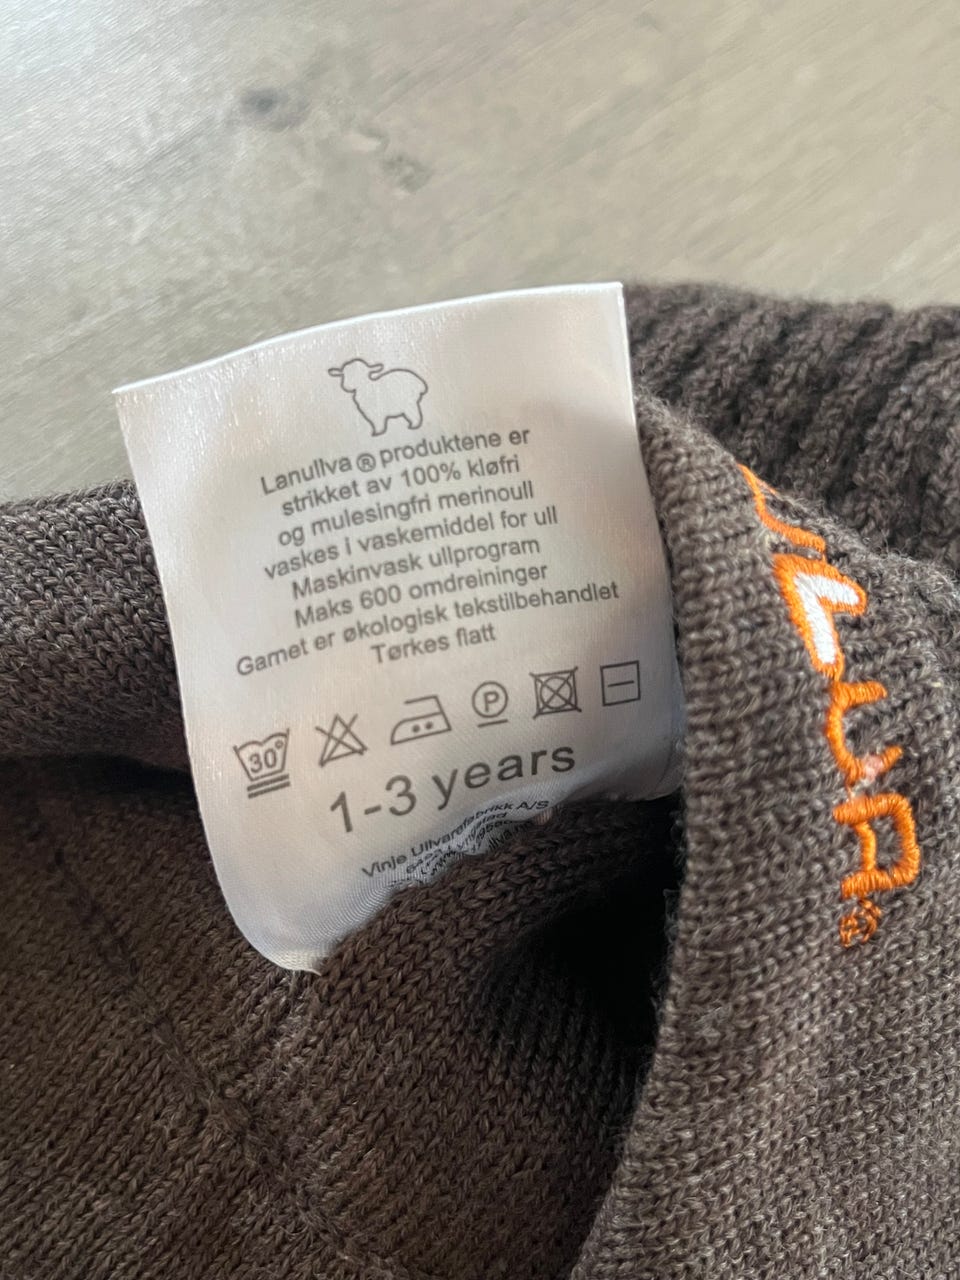 Lanullva® produktene er
strikket av 100% kløfri
og mulesingfri merinoull
vaskes i vaskemiddel for ull
Maskinvask ullprogram
Maks 600 omdreininger
Garnet er økologisk tekstilbehandlet
Tørkes flatt
30°
P
1-3 years
Vinje Ullvarefabrikk A/S
®